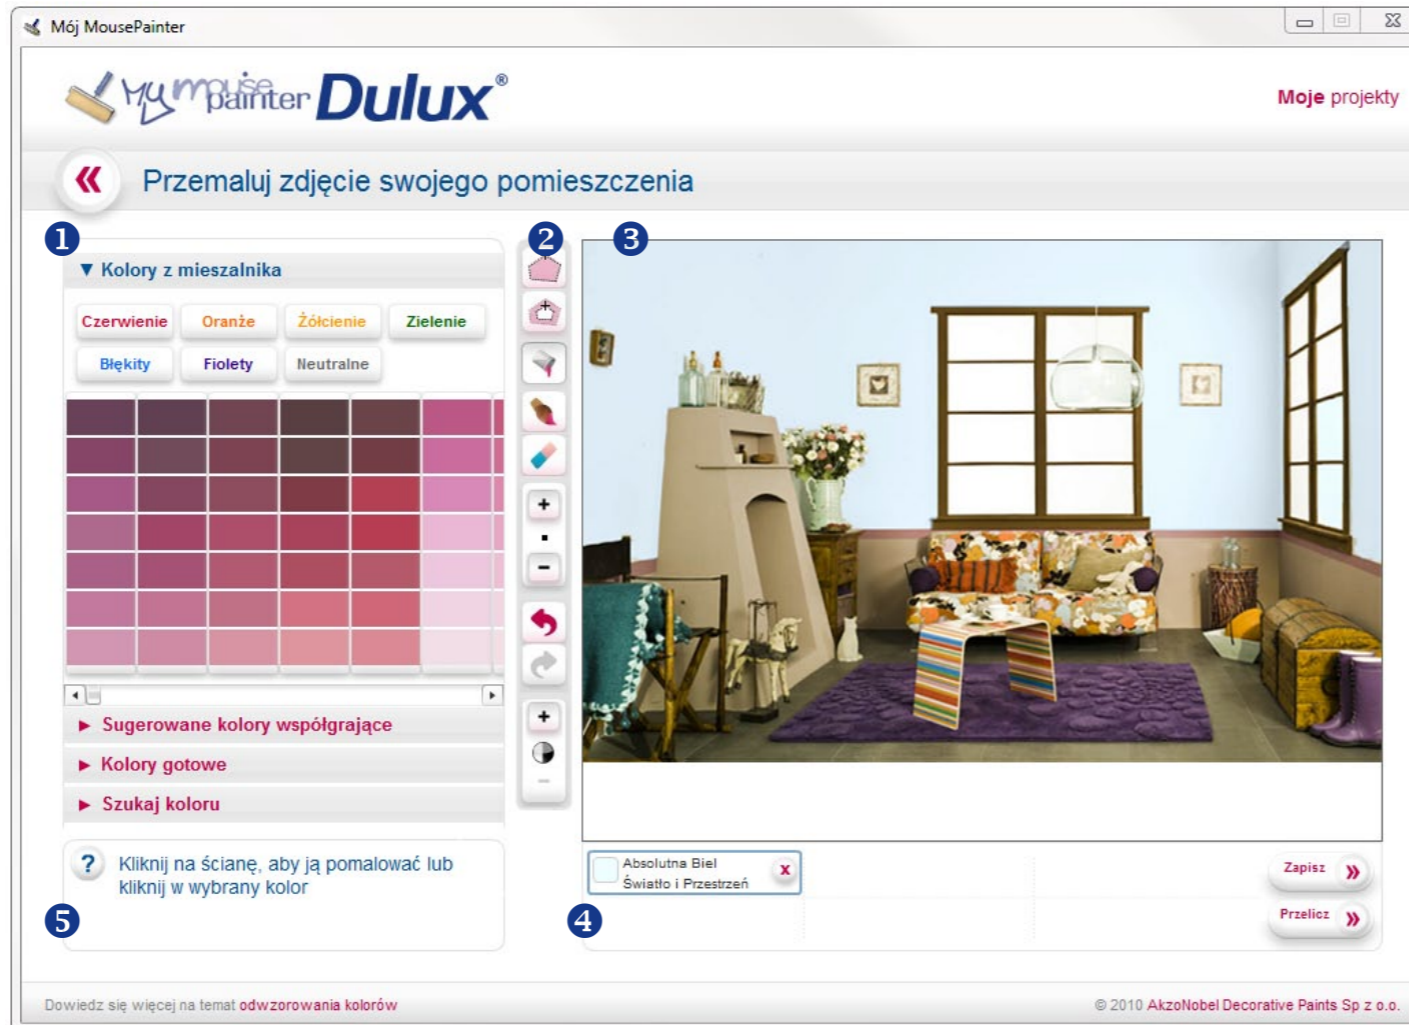 Mój MousePainter
My mouse painter Dulux®
Moje projekty
Przemaluj zdjęcie swojego pomieszczenia
1
2
3
Kolory z mieszalnika
Czerwienie Oranże Żółcienie Zielenie
Błękity Fiolety Neutralne
Sugerowane kolory współgrające
Kolory gotowe
Szukaj koloru
? Kliknij na ścianę, aby ją pomalować lub
kliknij w wybrany kolor
5
4
Absolutna Biel
Światło i Przestrzeń
x
Zapisz »
Przelicz »
Dowiedz się więcej na temat odwzorowania kolorów
© 2010 AkzoNobel Decorative Paints Sp z o.o.